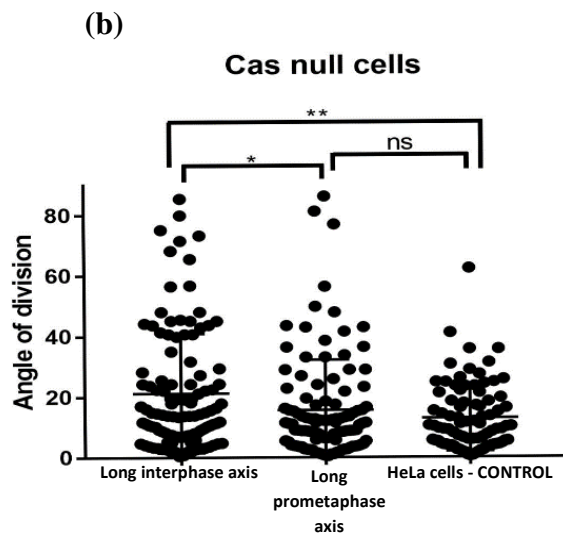 (b)
Cas null cells
**
*
ns
Angle of division
80
60
40
20
0
Long interphase axis
Long
prometaphase
axis
HeLa cells - CONTROL